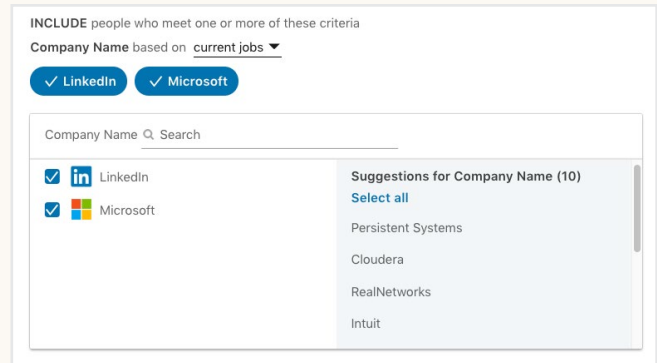 INCLUDE people who meet one or more of these criteria
Company Name based on current jobs
LinkedIn Microsoft
Company Name Search
in LinkedIn
Microsoft
Suggestions for Company Name (10)
Select all
Persistent Systems
Cloudera
RealNetworks
Intuit